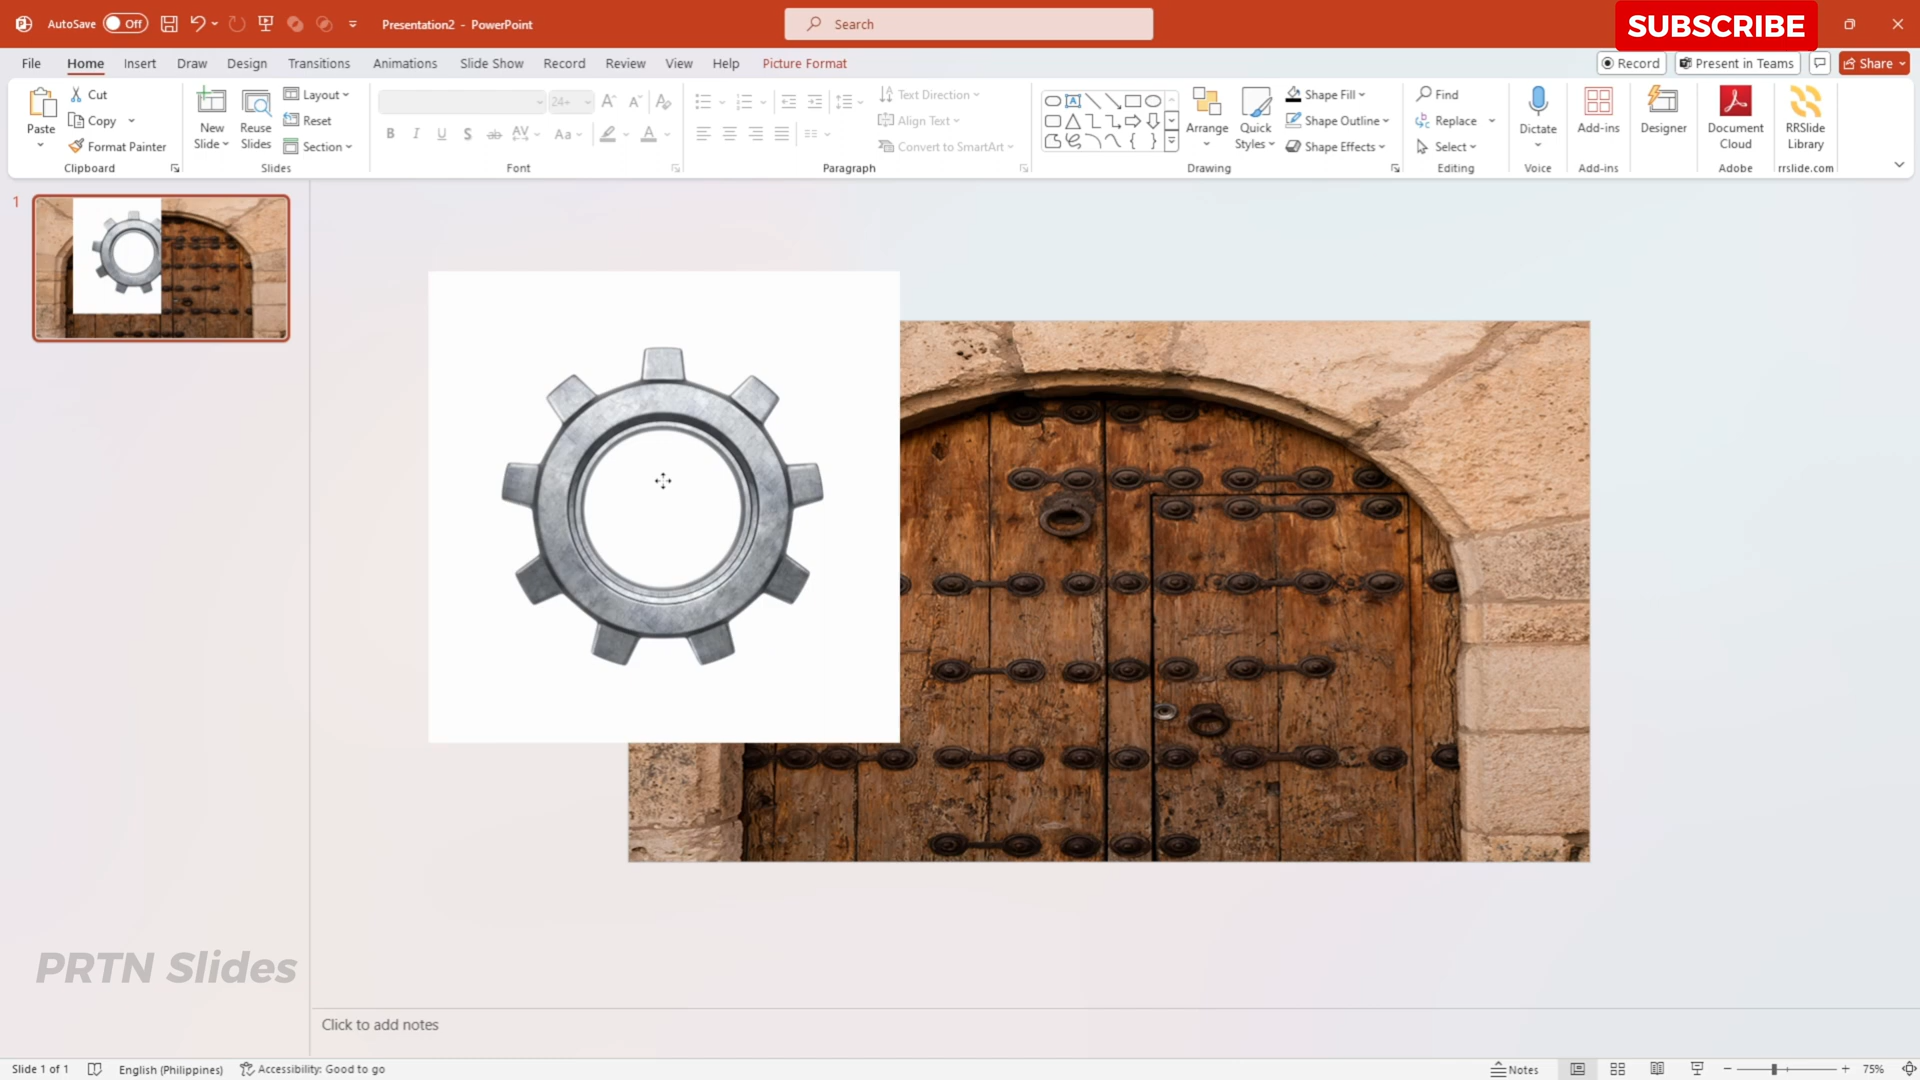 AutoSave Off Presentation2 - PowerPoint Search SUBSCRIBE
File Home Insert Draw Design Transitions Animations Slide Show Record Review View Help Picture Format Record Present in Teams Share
Paste Cut Copy Format Painter Clipboard
New Slide Reuse Slides Layout Reset Section Slides
24+ B I U S ab AV Aa A Font
Text Direction Align Text Convert to SmartArt Paragraph
Arrange Quick Styles Shape Fill Shape Outline Shape Effects Drawing
Find Replace Select Editing
Dictate Voice
Add-ins Add-ins
Designer
Document Cloud Adobe
RRSlide Library rrslide.com
1
PRTN Slides
Click to add notes
Slide 1 of 1 English (Philippines) Accessibility: Good to go Notes 75%